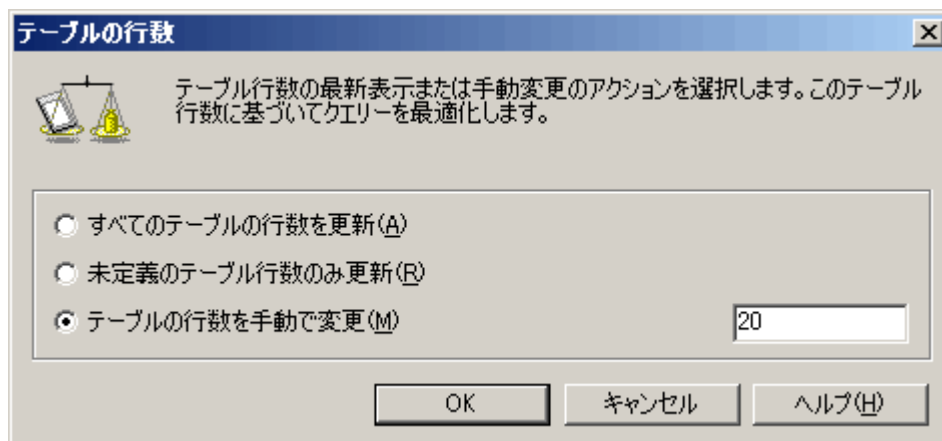 テーブルの行数
テーブル行数の最新表示または手動変更のアクションを選択します。このテーブル
行数に基づいてクエリーを最適化します。
すべてのテーブルの行数を更新(A)
未定義のテーブル行数のみ更新(R)
テーブルの行数を手動で変更(M)
20
OK
キャンセル
ヘルプ(H)